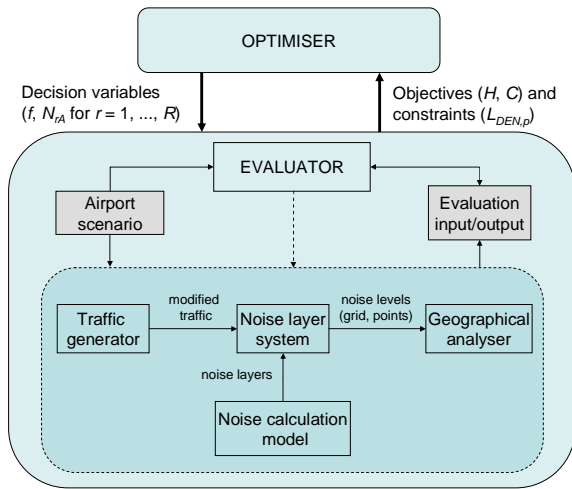 OPTIMISER
Decision variables
(f, N_rA for r = 1, ..., R)
Objectives (H, C) and
constraints (L_DEN,p)
EVALUATOR
Airport
scenario
Evaluation
input/output
Traffic
generator
modified
traffic
Noise layer
system
noise levels
(grid, points)
Geographical
analyser
noise layers
Noise calculation
model